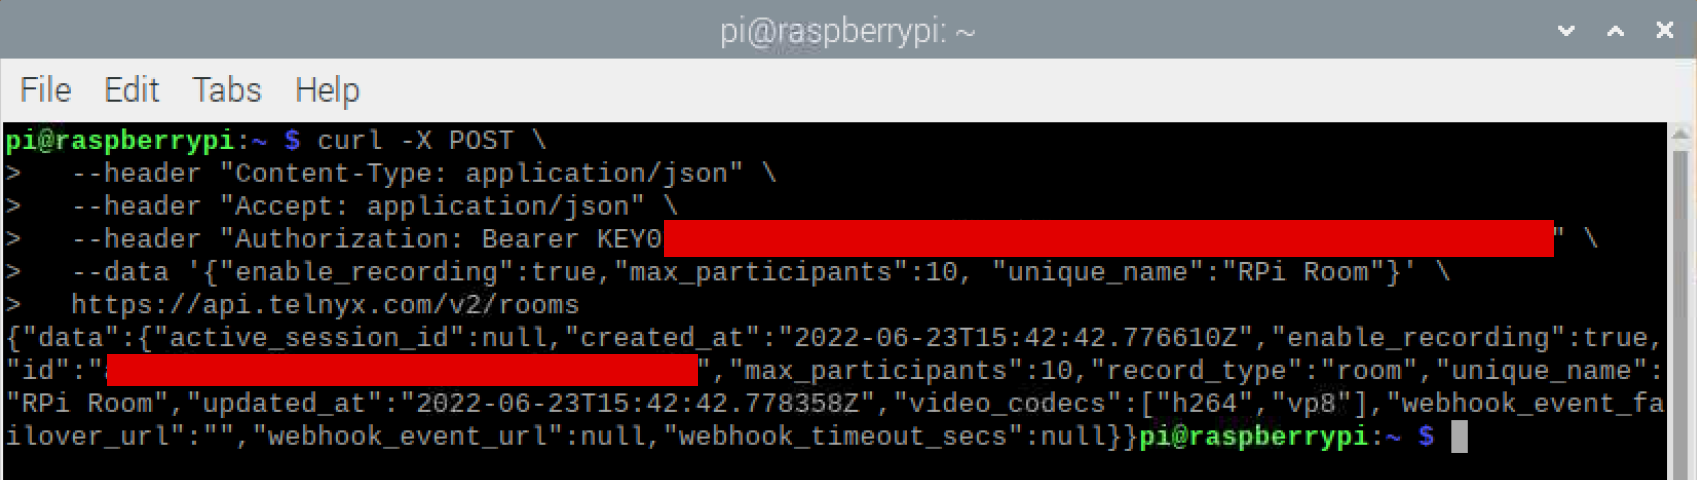 pi@raspberrypi: ~
File Edit Tabs Help
pi@raspberrypi:~ $ curl -X POST \
>   --header "Content-Type: application/json" \
>   --header "Accept: application/json" \
>   --header "Authorization: Bearer KEY0" \
>   --data '{"enable_recording":true,"max_participants":10, "unique_name":"RPi Room"}' \
>   https://api.telnyx.com/v2/rooms
{"data":{"active_session_id":null,"created_at":"2022-06-23T15:42:42.776610Z","enable_recording":true,
"id":"","max_participants":10,"record_type":"room","unique_name":
"RPi Room","updated_at":"2022-06-23T15:42:42.778358Z","video_codecs":["h264","vp8"],"webhook_event_fa
ilover_url":"","webhook_event_url":null,"webhook_timeout_secs":null}}pi@raspberrypi:~ $